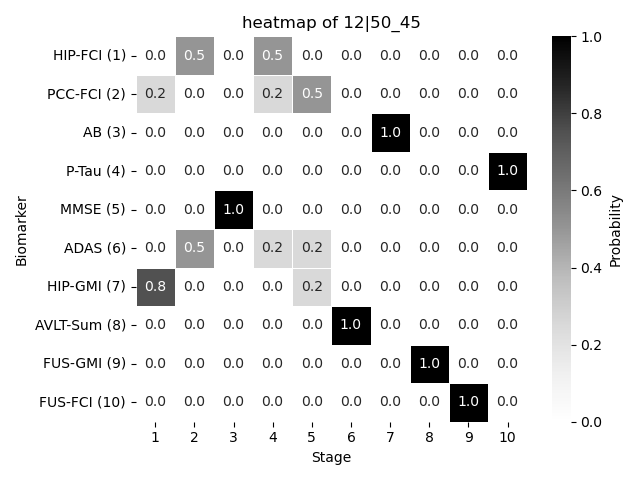 heatmap of 12|50_45
HIP-FCI (1) 0.0 0.5 0.0 0.5 0.0 0.0 0.0 0.0 0.0 0.0
PCC-FCI (2) 0.2 0.0 0.0 0.2 0.5 0.0 0.0 0.0 0.0 0.0
AB (3) 0.0 0.0 0.0 0.0 0.0 0.0 1.0 0.0 0.0 0.0
P-Tau (4) 0.0 0.0 0.0 0.0 0.0 0.0 0.0 0.0 0.0 1.0
MMSE (5) 0.0 0.0 1.0 0.0 0.0 0.0 0.0 0.0 0.0 0.0
ADAS (6) 0.0 0.5 0.0 0.2 0.2 0.0 0.0 0.0 0.0 0.0
HIP-GMI (7) 0.8 0.0 0.0 0.0 0.2 0.0 0.0 0.0 0.0 0.0
AVLT-Sum (8) 0.0 0.0 0.0 0.0 0.0 1.0 0.0 0.0 0.0 0.0
FUS-GMI (9) 0.0 0.0 0.0 0.0 0.0 0.0 0.0 1.0 0.0 0.0
FUS-FCI (10) 0.0 0.0 0.0 0.0 0.0 0.0 0.0 0.0 1.0 0.0
1 2 3 4 5 6 7 8 9 10
Stage
Biomarker
1.0
0.8
0.6
0.4
0.2
0.0
Probability